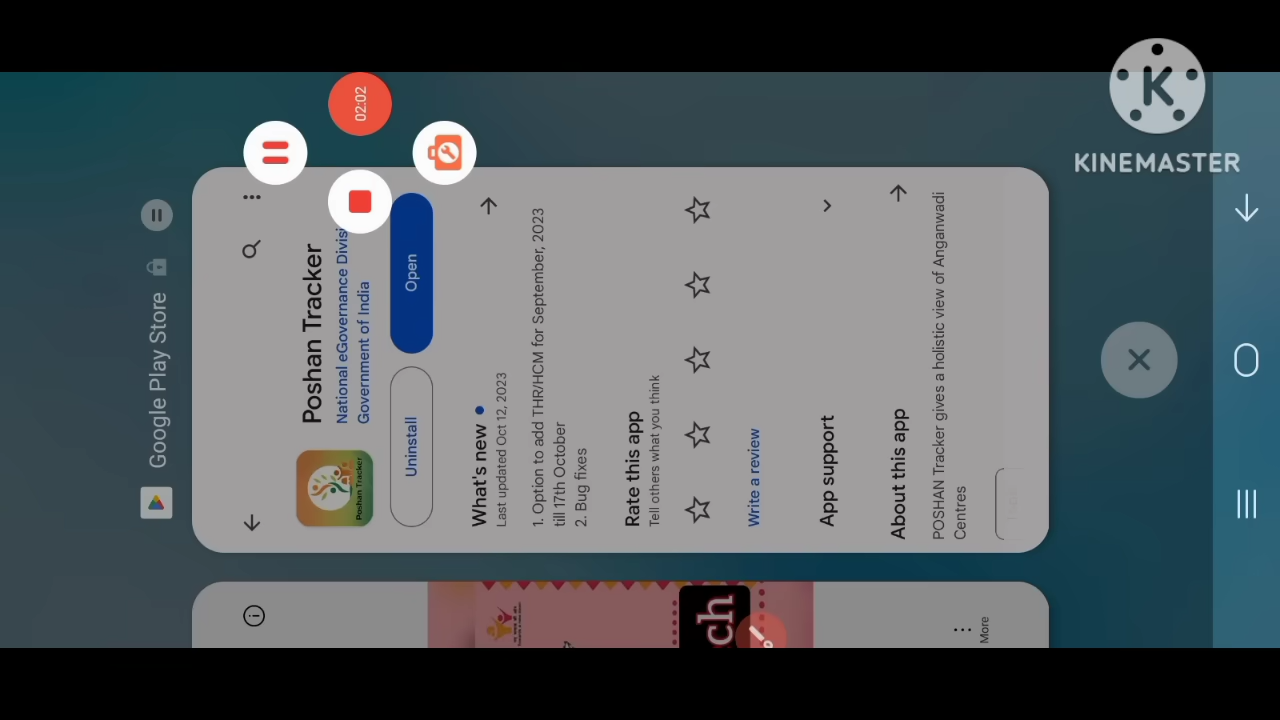 KINEMASTER
02:02
Google Play Store
Poshan Tracker
National eGovernance Divisi
Government of India
Poshan Tracker
Uninstall
Open
What's new
Last updated Oct 12, 2023
1. Option to add THR/HCM for September, 2023
till 17th October
2. Bug fixes
Rate this app
Tell others what you think
Write a review
App support
About this app
POSHAN Tracker gives a holistic view of Anganwadi
Centres
ch
More